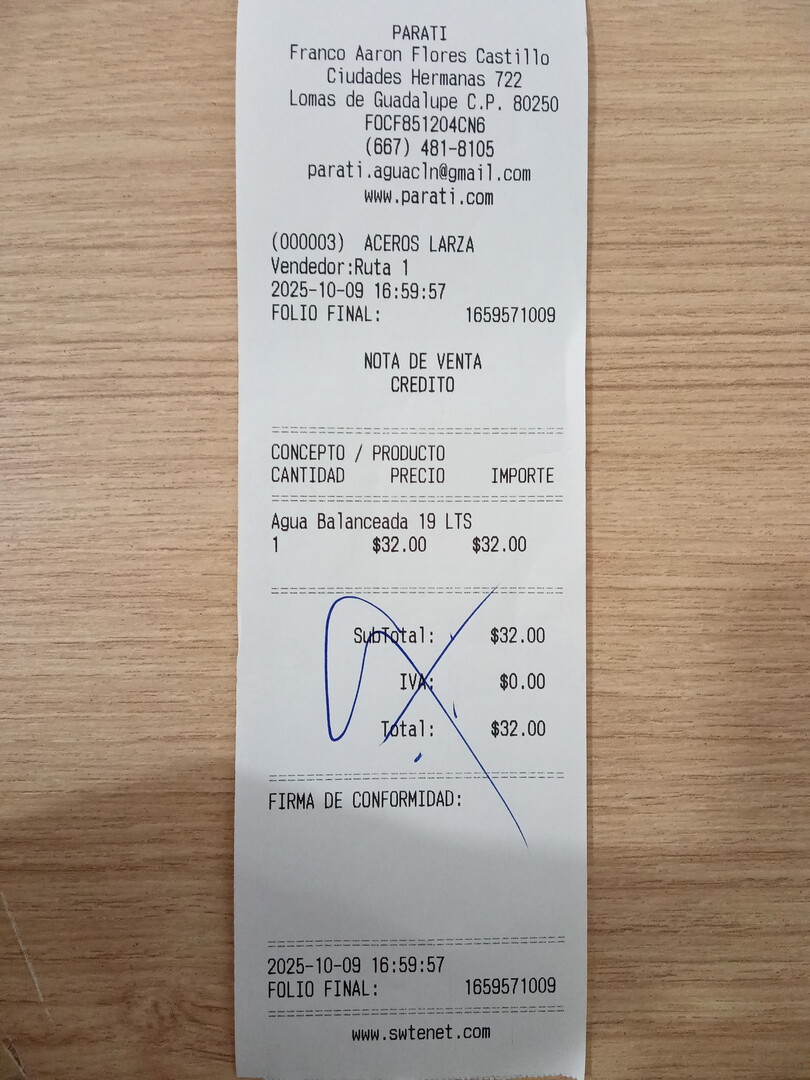 PARATI
Franco Aaron Flores Castillo
Ciudades Hermanas 722
Lomas de Guadalupe C.P. 80250
FOCF851204CN6
(667) 481-8105
parati.aguacln@gmail.com
www.parati.com
(000003) ACEROS LARZA
Vendedor:Ruta 1
2025-10-09 16:59:57
FOLIO FINAL: 1659571009
NOTA DE VENTA
CREDITO
CONCEPTO / PRODUCTO
CANTIDAD PRECIO IMPORTE
Agua Balanceada 19 LTS
1 $32.00 $32.00
SubTotal: $32.00
IVA: $0.00
Total: $32.00
FIRMA DE CONFORMIDAD:
2025-10-09 16:59:57
FOLIO FINAL: 1659571009
www.swtenet.com